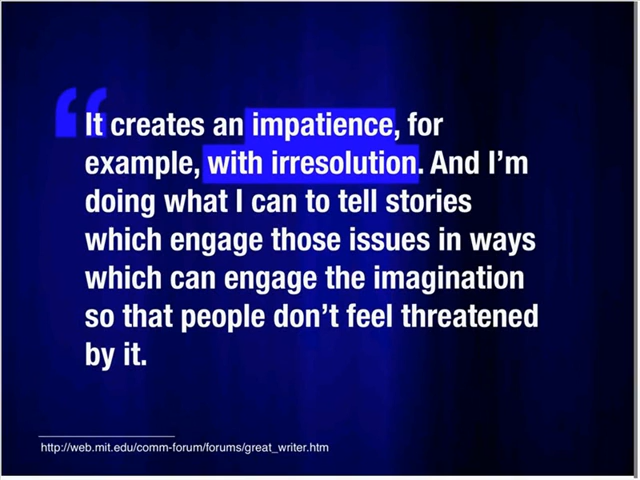 “It creates an impatience, for
example, with irresolution. And I’m
doing what I can to tell stories
which engage those issues in ways
which can engage the imagination
so that people don’t feel threatened
by it.
http://web.mit.edu/comm-forum/forums/great_writer.htm